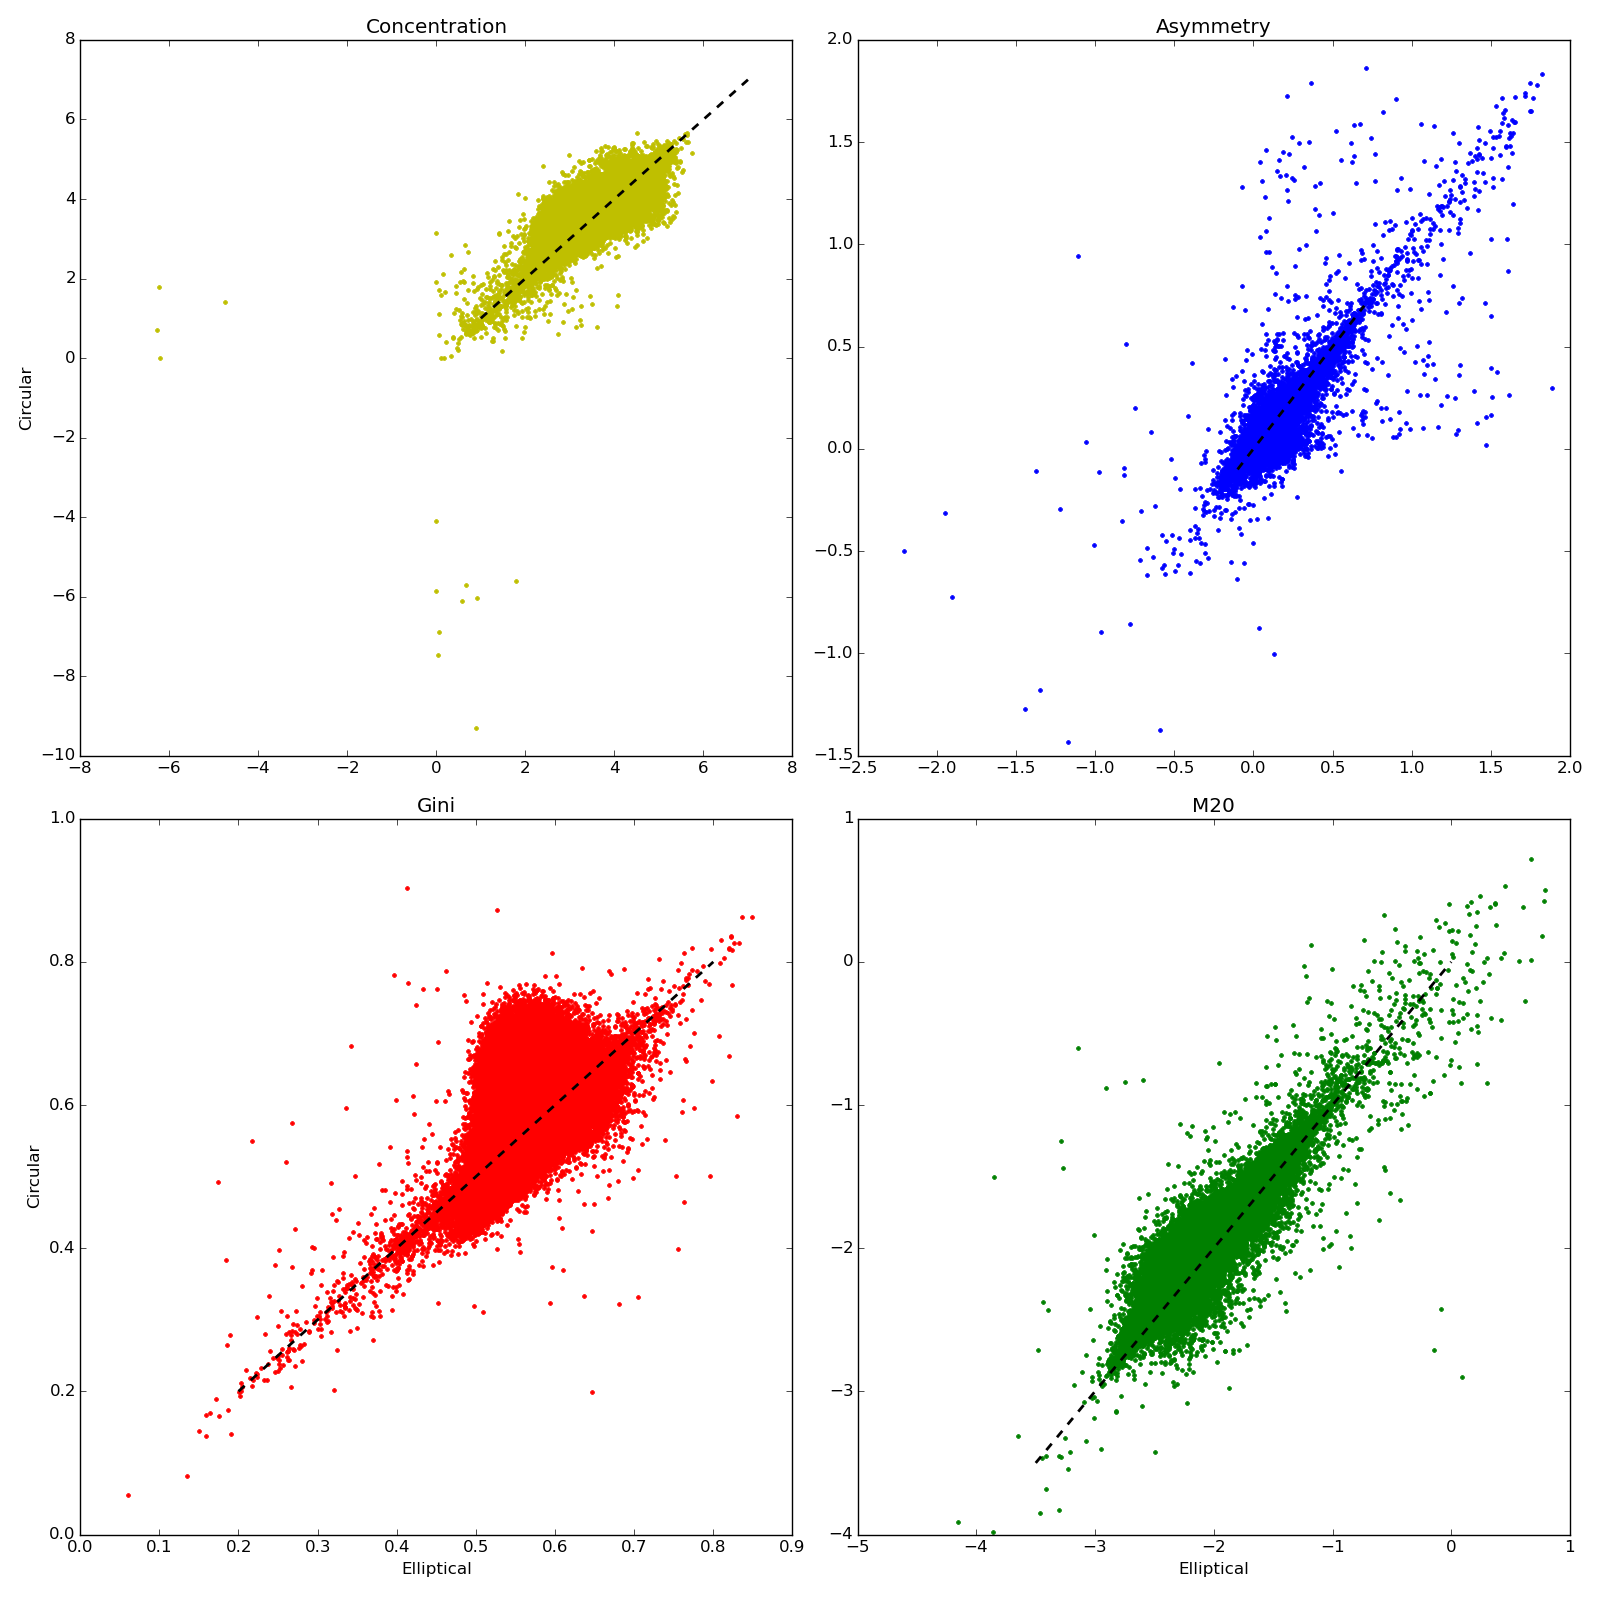 Concentration
8
6
4
2
0
−2
−4
−6
−8
−10
Circular
−8 −6 −4 −2 0 2 4 6 8
Asymmetry
2.0
1.5
1.0
0.5
0.0
−0.5
−1.0
−1.5
−2.5 −2.0 −1.5 −1.0 −0.5 0.0 0.5 1.0 1.5 2.0
Gini
1.0
0.8
0.6
0.4
0.2
0.0
Circular
0.0 0.1 0.2 0.3 0.4 0.5 0.6 0.7 0.8 0.9
Elliptical
M20
1
0
−1
−2
−3
−4
−5 −4 −3 −2 −1 0 1
Elliptical